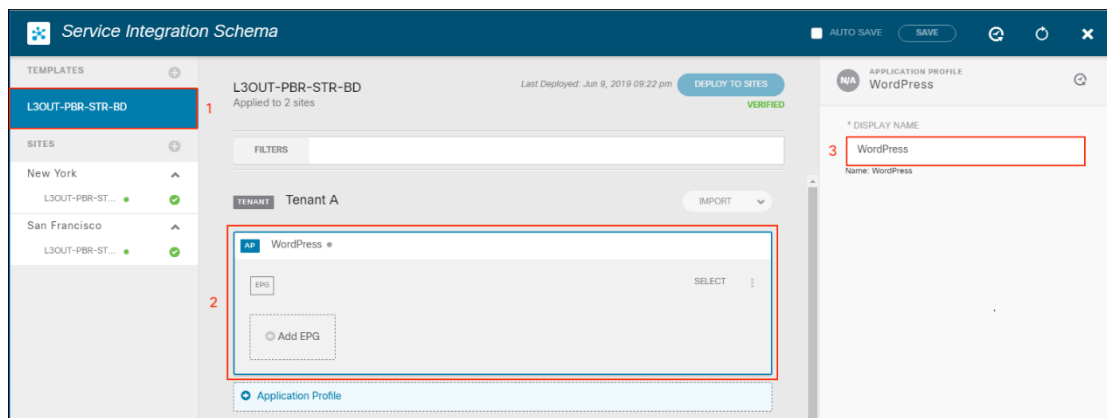 Service Integration Schema
AUTO SAVE SAVE
TEMPLATES
L3OUT-PBR-STR-BD
1
SITES
New York
L3OUT-PBR-ST...
San Francisco
L3OUT-PBR-ST...
L3OUT-PBR-STR-BD
Applied to 2 sites
Last Deployed: Jun 9, 2019 09:22 pm
DEPLOY TO SITES
VERIFIED
FILTERS
TENANT Tenant A
IMPORT
2
AP WordPress
EPG
SELECT
Add EPG
Application Profile
N/A
APPLICATION PROFILE
WordPress
* DISPLAY NAME
3
WordPress
Name: WordPress